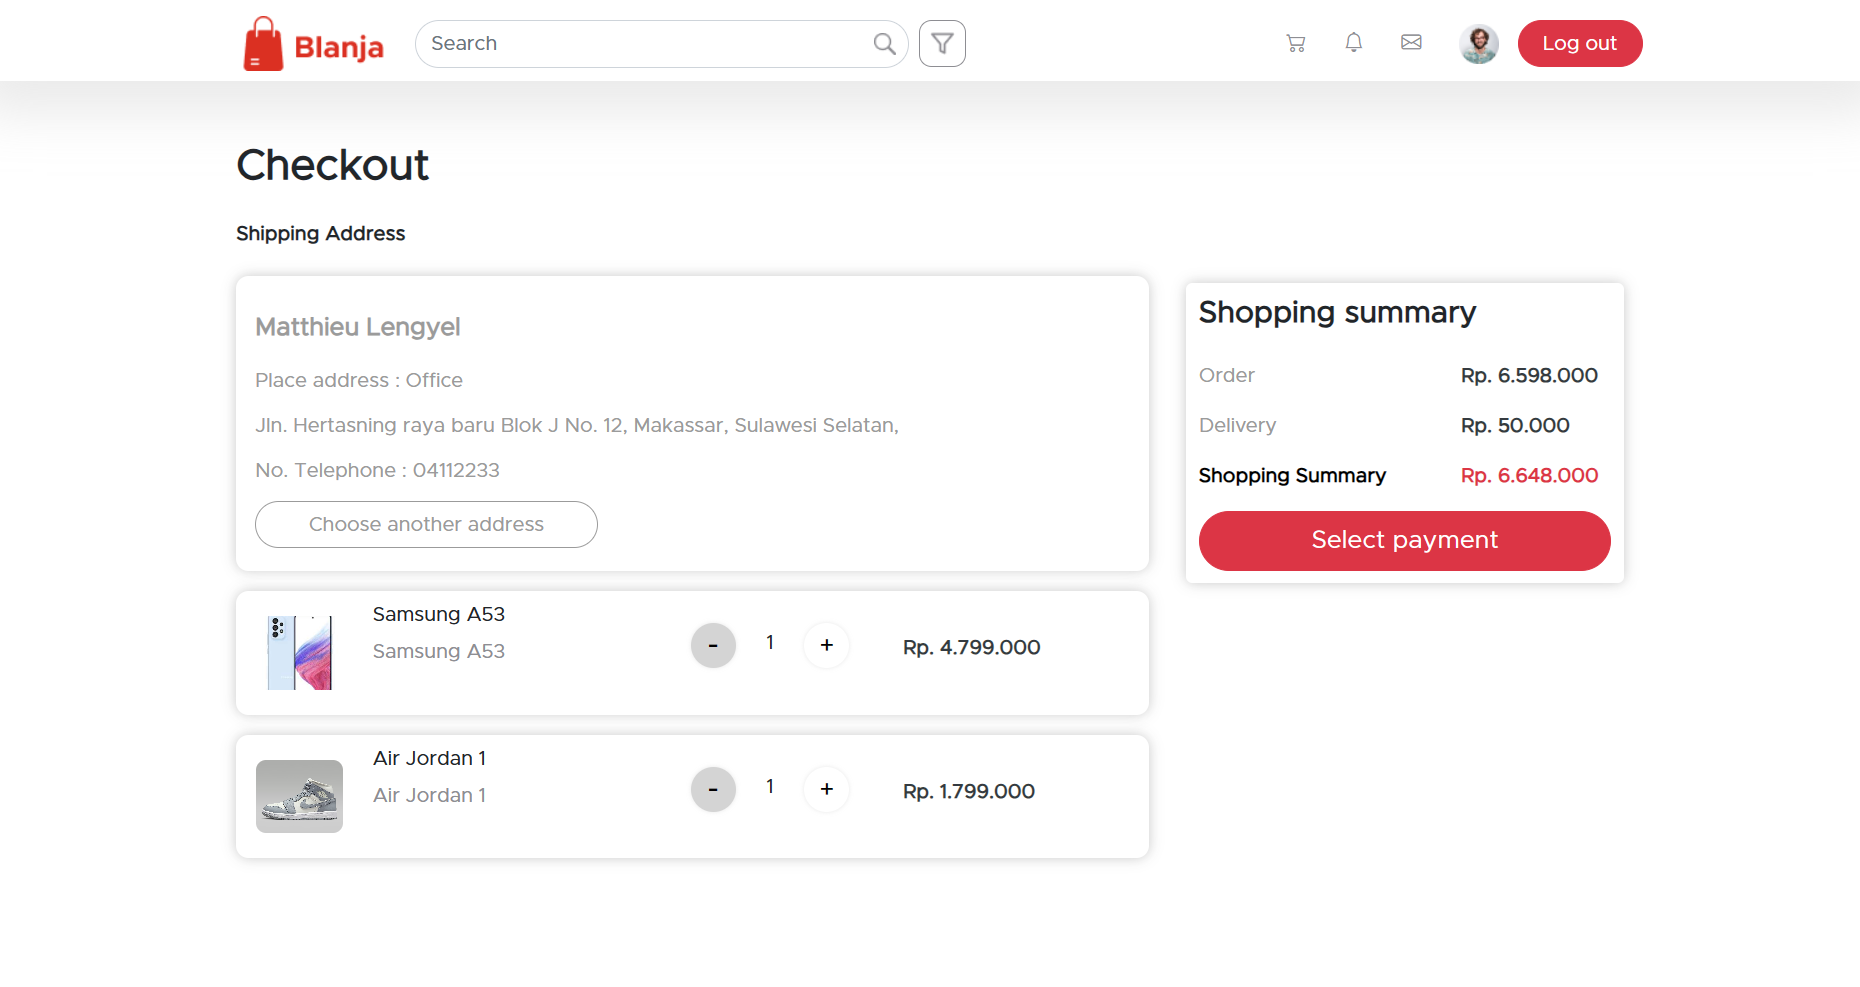 Blanja
Search
Log out
Checkout
Shipping Address
Matthieu Lengyel
Place address : Office
Jln. Hertasning raya baru Blok J No. 12, Makassar, Sulawesi Selatan,
No. Telephone : 04112233
Choose another address
Samsung A53
Samsung A53
- 1 +
Rp. 4.799.000
Air Jordan 1
Air Jordan 1
- 1 +
Rp. 1.799.000
Shopping summary
Order Rp. 6.598.000
Delivery Rp. 50.000
Shopping Summary Rp. 6.648.000
Select payment